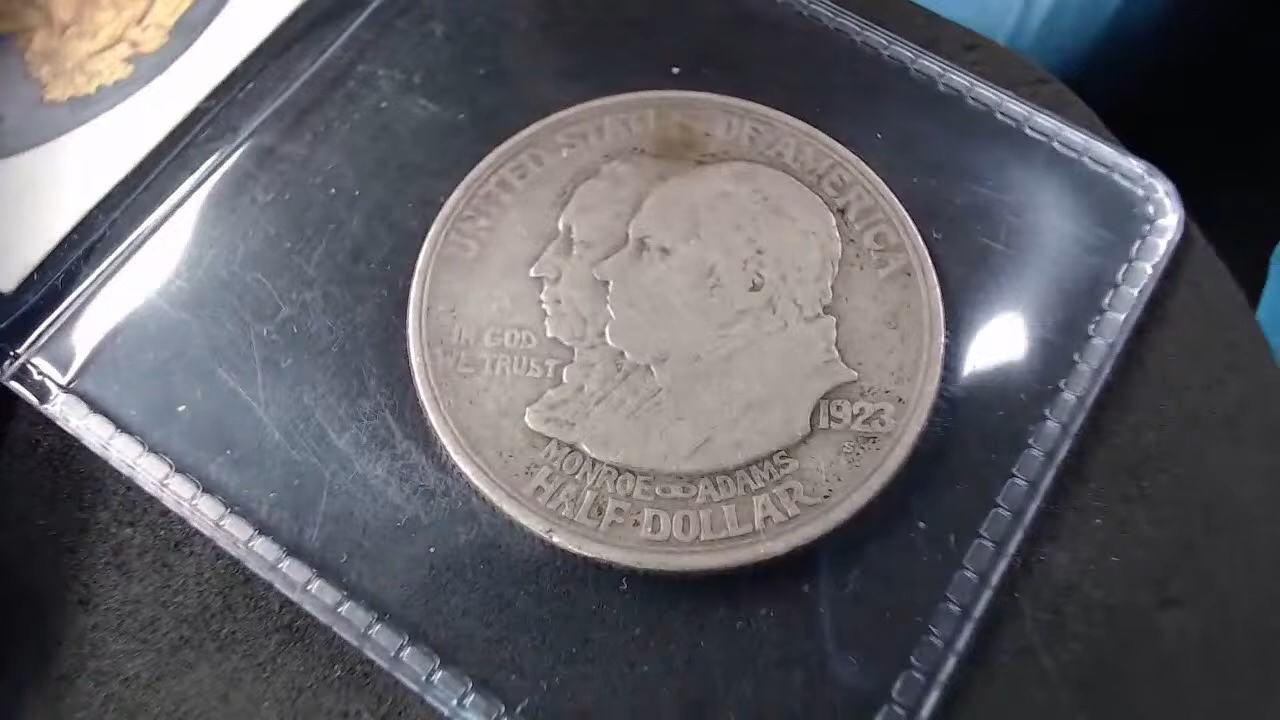 UNITED STATES OF AMERICA
IN GOD
WE TRUST
1923
S
MONROE ADAMS
HALF DOLLAR